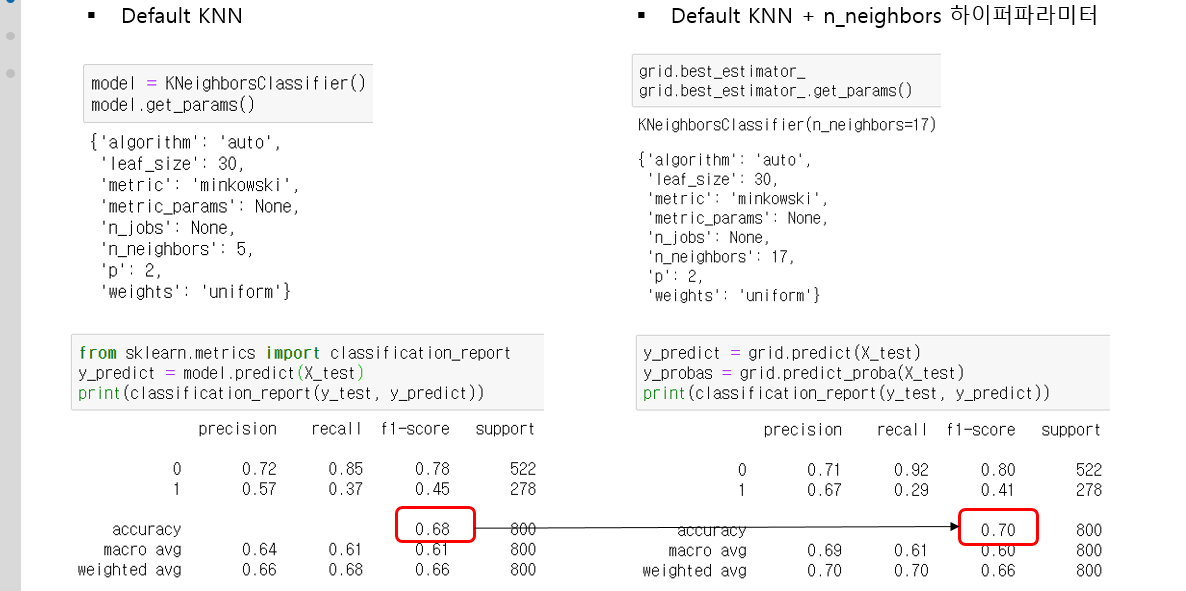 ▪ Default KNN
model = KNeighborsClassifier()
model.get_params()
{'algorithm': 'auto',
'leaf_size': 30,
'metric': 'minkowski',
'metric_params': None,
'n_jobs': None,
'n_neighbors': 5,
'p': 2,
'weights': 'uniform'}
from sklearn.metrics import classification_report
y_predict = model.predict(X_test)
print(classification_report(y_test, y_predict))
precision recall f1-score support
0 0.72 0.85 0.78 522
1 0.57 0.37 0.45 278
accuracy 0.68 800
macro avg 0.64 0.61 0.61 800
weighted avg 0.66 0.68 0.66 800
▪ Default KNN + n_neighbors 하이퍼파라미터
grid.best_estimator_
grid.best_estimator_.get_params()
KNeighborsClassifier(n_neighbors=17)
{'algorithm': 'auto',
'leaf_size': 30,
'metric': 'minkowski',
'metric_params': None,
'n_jobs': None,
'n_neighbors': 17,
'p': 2,
'weights': 'uniform'}
y_predict = grid.predict(X_test)
y_probas = grid.predict_proba(X_test)
print(classification_report(y_test, y_predict))
precision recall f1-score support
0 0.71 0.92 0.80 522
1 0.67 0.29 0.41 278
accuracy 0.70 800
macro avg 0.69 0.61 0.60 800
weighted avg 0.70 0.70 0.66 800